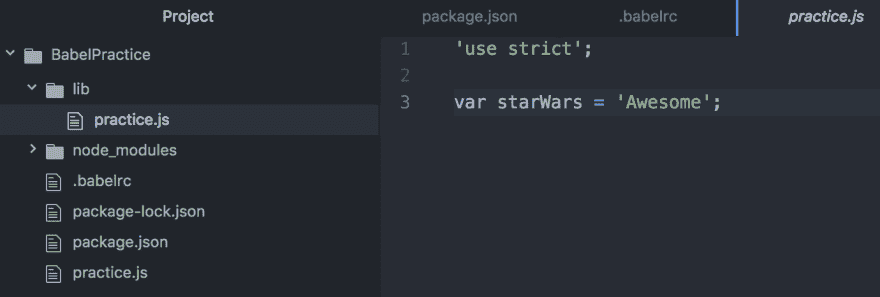 Project
BabelPractice
lib
practice.js
node_modules
.babelrc
package-lock.json
package.json
practice.js
package.json
.babelrc
practice.js
1 'use strict';
2
3 var starWars = 'Awesome';